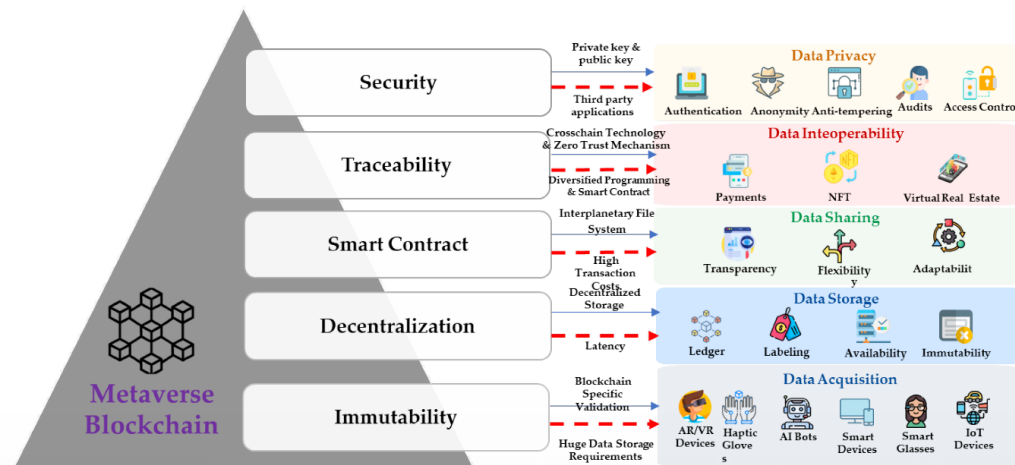 Security
Private key &
public key
Third party
applications
Data Privacy
Authentication
Anonymity
Anti-tempering
Audits
Access Contro
Traceability
Crosschain Technology
& Zero Trust Mechanism
Diversified Programming
& Smart Contract
Data Inteoperability
Payments
NFT
NFT
Virtual Real Estate
Smart Contract
Interplanetary File
System
High
Transaction
Costs
Data Sharing
Transparency
Flexibility
y
Adaptabilit
Decentralization
Decentralized
Storage
Latency
Data Storage
Ledger
Labeling
Availability
Immutability
Metaverse
Blockchain
Immutability
Blockchain
Specific
Validation
Huge Data Storage
Requirements
Data Acquisition
AR/VR
Devices
Haptic
Glove
s
AI Bots
Smart
Devices
Smart
Glasses
IoT
Devices